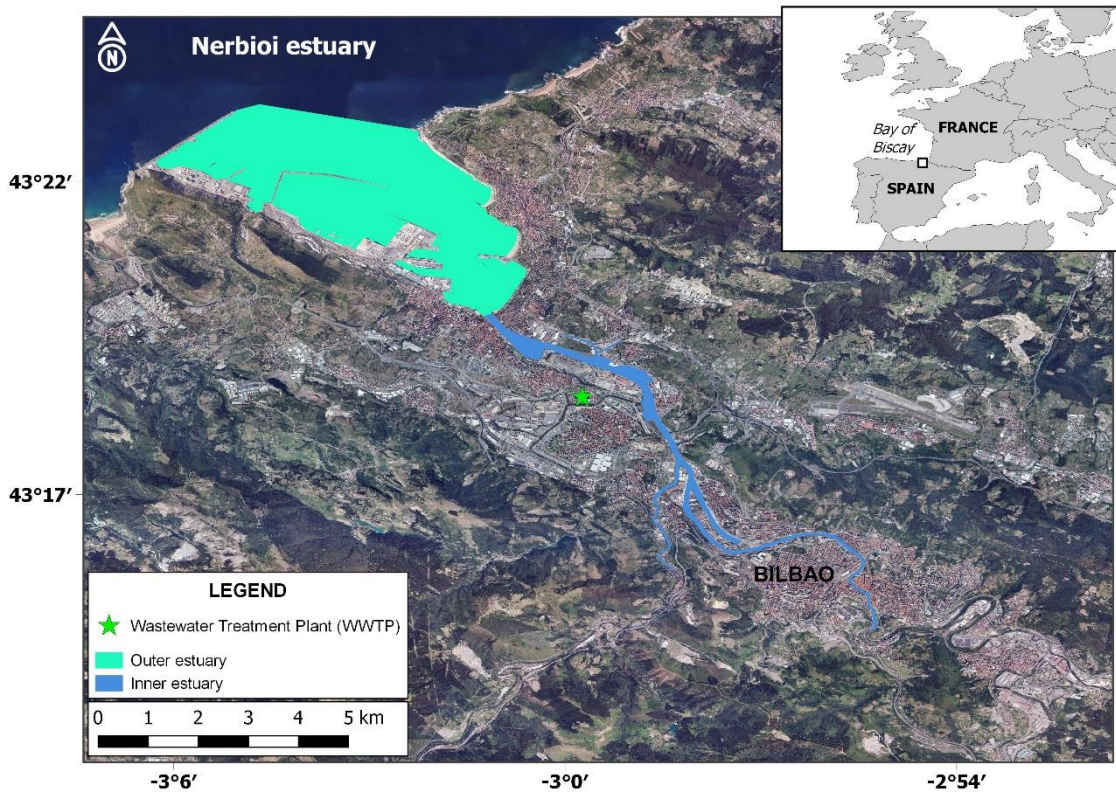 Nerbioi estuary
N
Bay of
Biscay
FRANCE
SPAIN
43°22′
43°17′
BILBAO
LEGEND
Wastewater Treatment Plant (WWTP)
Outer estuary
Inner estuary
0 1 2 3 4 5 km
-3°6′ -3°0′ -2°54′